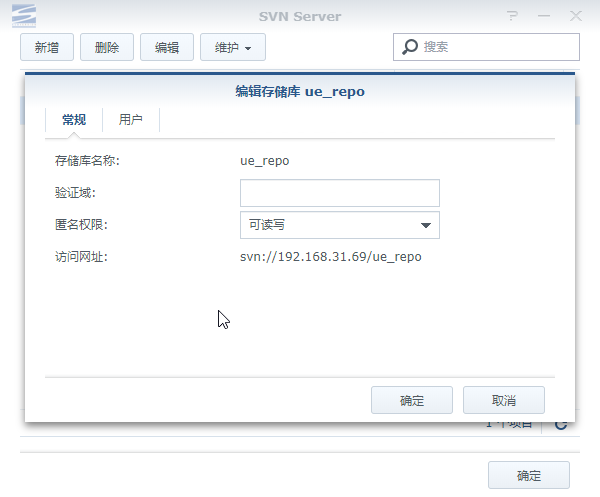 SVN Server
新增 删除 编辑 维护 搜索
编辑存储库 ue_repo
常规 用户
存储库名称: ue_repo
验证域:
匿名权限: 可读写
访问网址: svn://192.168.31.69/ue_repo
确定 取消
1 个项目
确定